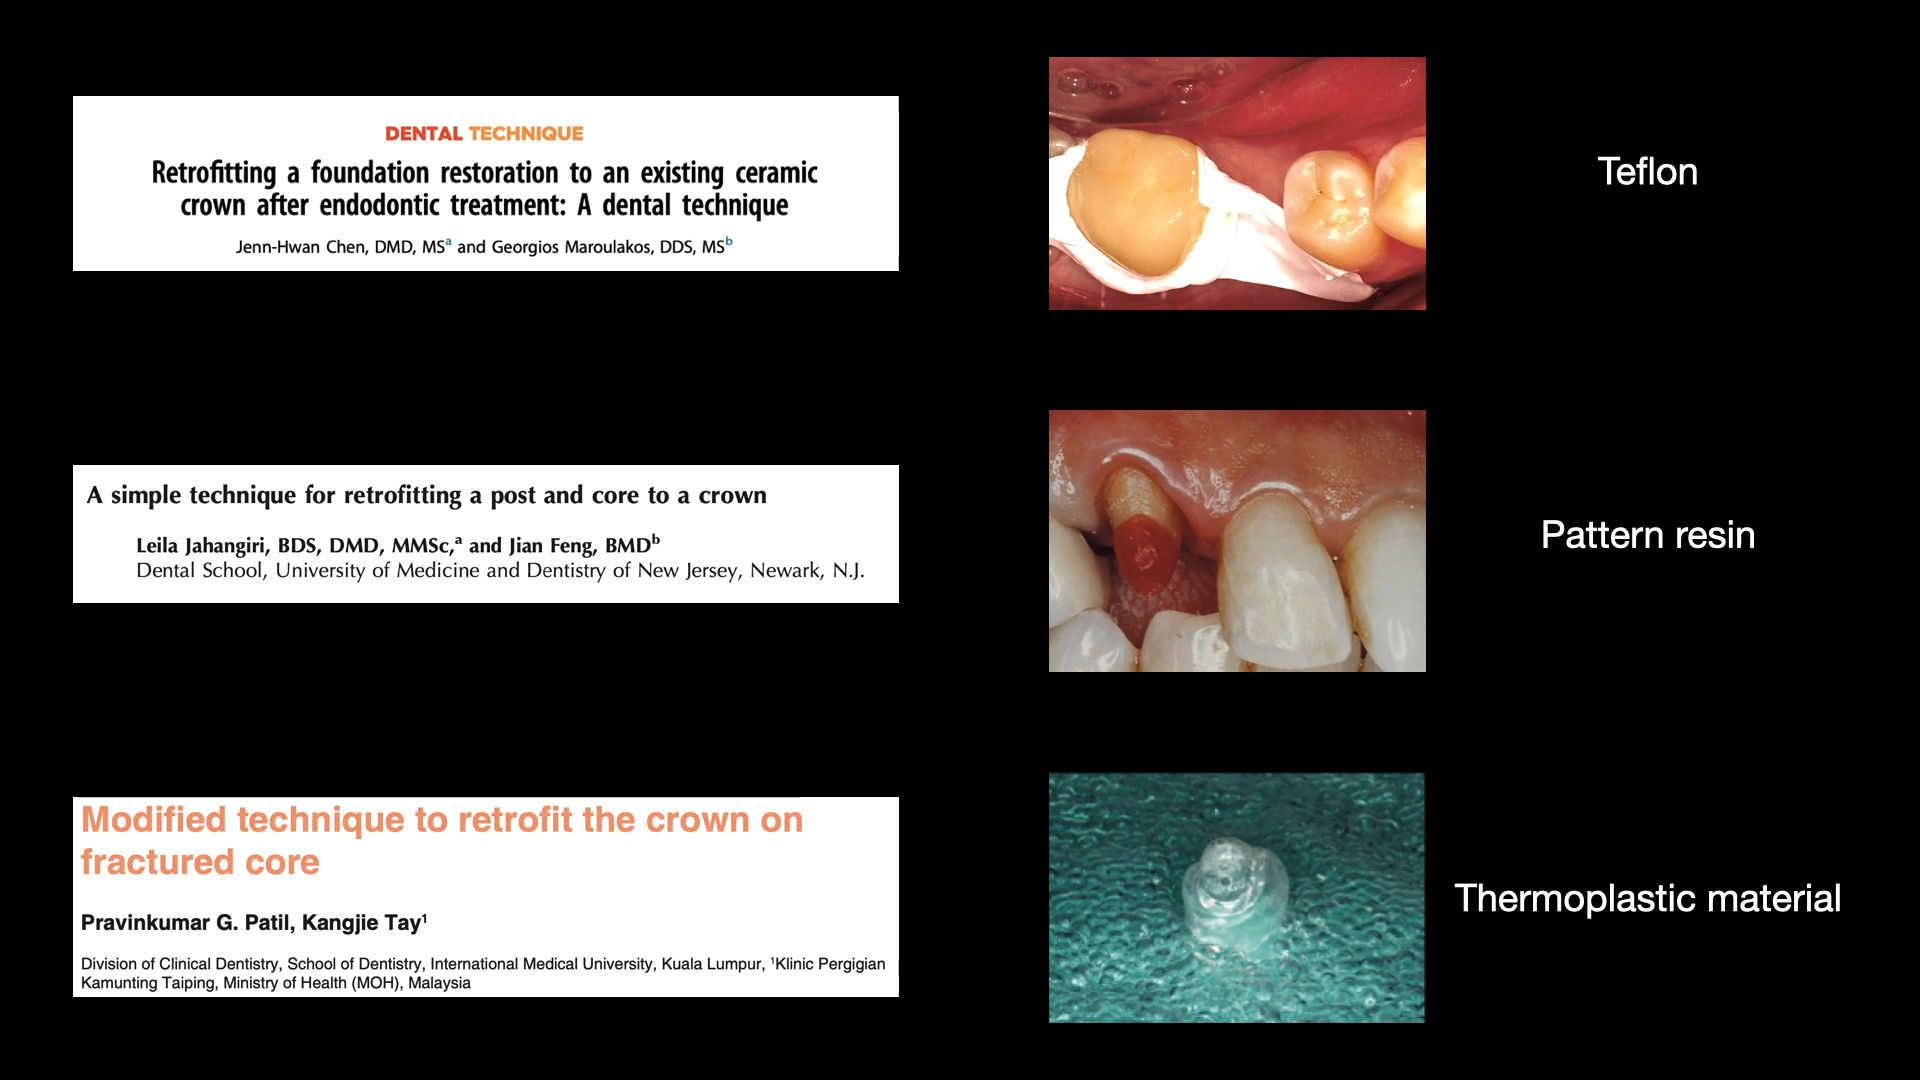 DENTAL TECHNIQUE
Retrofitting a foundation restoration to an existing ceramic
crown after endodontic treatment: A dental technique
Jenn-Hwan Chen, DMD, MSa and Georgios Maroulakos, DDS, MSb
Teflon
A simple technique for retrofitting a post and core to a crown
Leila Jahangiri, BDS, DMD, MMSc,a and Jian Feng, BMDb
Dental School, University of Medicine and Dentistry of New Jersey, Newark, N.J.
Pattern resin
Modified technique to retrofit the crown on
fractured core
Pravinkumar G. Patil, Kangjie Tay1
Division of Clinical Dentistry, School of Dentistry, International Medical University, Kuala Lumpur, 1Klinic Pergigian
Kamunting Taiping, Ministry of Health (MOH), Malaysia
Thermoplastic material